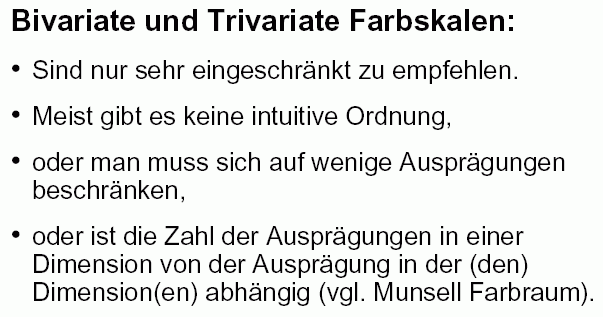 Bivariate und Trivariate Farbskalen:
• Sind nur sehr eingeschränkt zu empfehlen.
• Meist gibt es keine intuitive Ordnung,
• oder man muss sich auf wenige Ausprägungen
beschränken,
• oder ist die Zahl der Ausprägungen in einer
Dimension von der Ausprägung in der (den)
Dimension(en) abhängig (vgl. Munsell Farbraum).